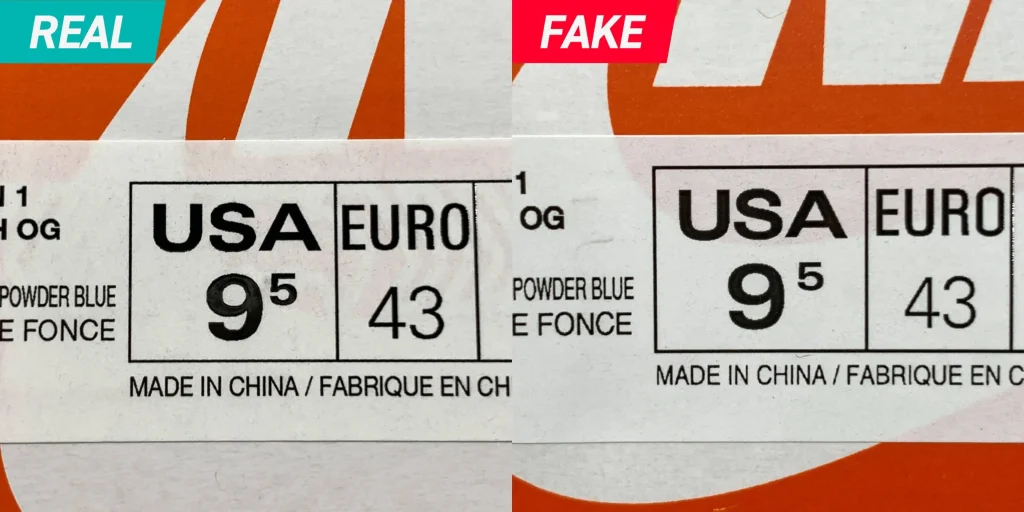 REAL
1
H OG
POWDER BLUE
E FONCE
USA
9⁵
EURO
43
MADE IN CHINA / FABRIQUE EN CH
FAKE
1
OG
POWDER BLUE
E FONCE
USA
9⁵
EURO
43
MADE IN CHINA / FABRIQUE EN C